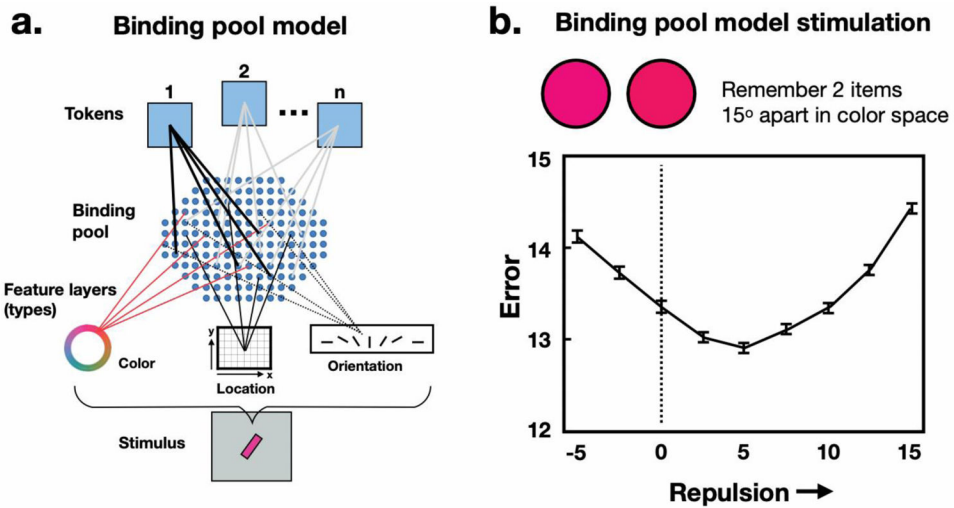 a.
Binding pool model
1
2
n
Tokens
...
Binding
pool
Feature layers
(types)
Color
y
x
Location
Orientation
Stimulus
b.
Binding pool model stimulation
Remember 2 items
15º apart in color space
Error
15
14
13
12
-5
0
5
10
15
Repulsion →